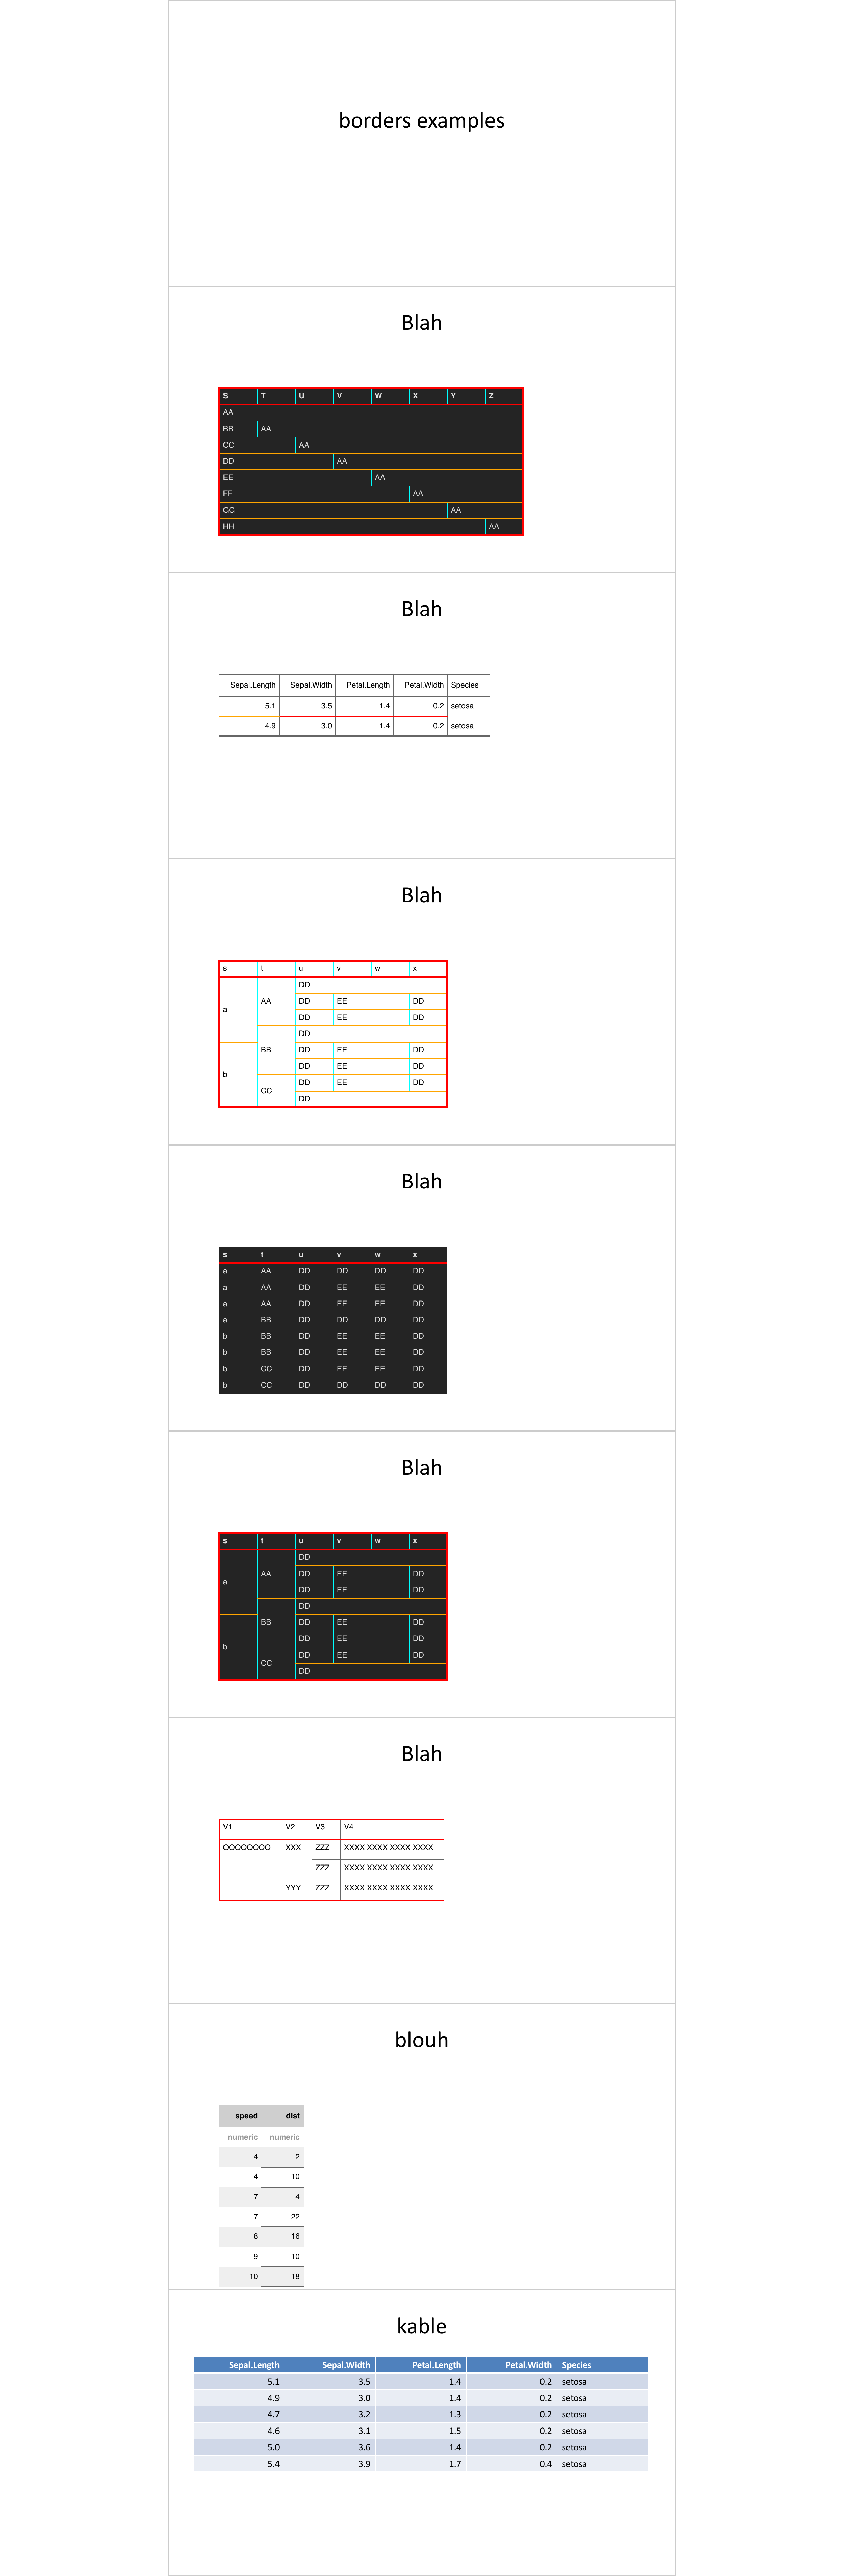 borders examples
Blah
S T U V W X Y Z
AA
BB AA
CC AA
DD AA
EE AA
FF AA
GG AA
HH AA
Blah
Sepal.Length Sepal.Width Petal.Length Petal.Width Species
5.1 3.5 1.4 0.2 setosa
4.9 3.0 1.4 0.2 setosa
Blah
s t u v w x
DD
a AA DD EE DD
DD EE DD
DD
BB DD EE DD
b DD EE DD
CC DD EE DD
DD
Blah
s t u v w x
a AA DD DD DD DD
a AA DD EE EE DD
a AA DD EE EE DD
a BB DD DD DD DD
b BB DD EE EE DD
b BB DD EE EE DD
b CC DD EE EE DD
b CC DD DD DD DD
Blah
s t u v w x
DD
a AA DD EE DD
DD EE DD
DD
BB DD EE DD
b DD EE DD
CC DD EE DD
DD
Blah
V1 V2 V3 V4
OOOOOOOO XXX ZZZ XXXX XXXX XXXX XXXX
ZZZ XXXX XXXX XXXX XXXX
YYY ZZZ XXXX XXXX XXXX XXXX
blouh
speed dist
numeric numeric
4 2
4 10
7 4
7 22
8 16
9 10
10 18
kable
Sepal.Length Sepal.Width Petal.Length Petal.Width Species
5.1 3.5 1.4 0.2 setosa
4.9 3.0 1.4 0.2 setosa
4.7 3.2 1.3 0.2 setosa
4.6 3.1 1.5 0.2 setosa
5.0 3.6 1.4 0.2 setosa
5.4 3.9 1.7 0.4 setosa